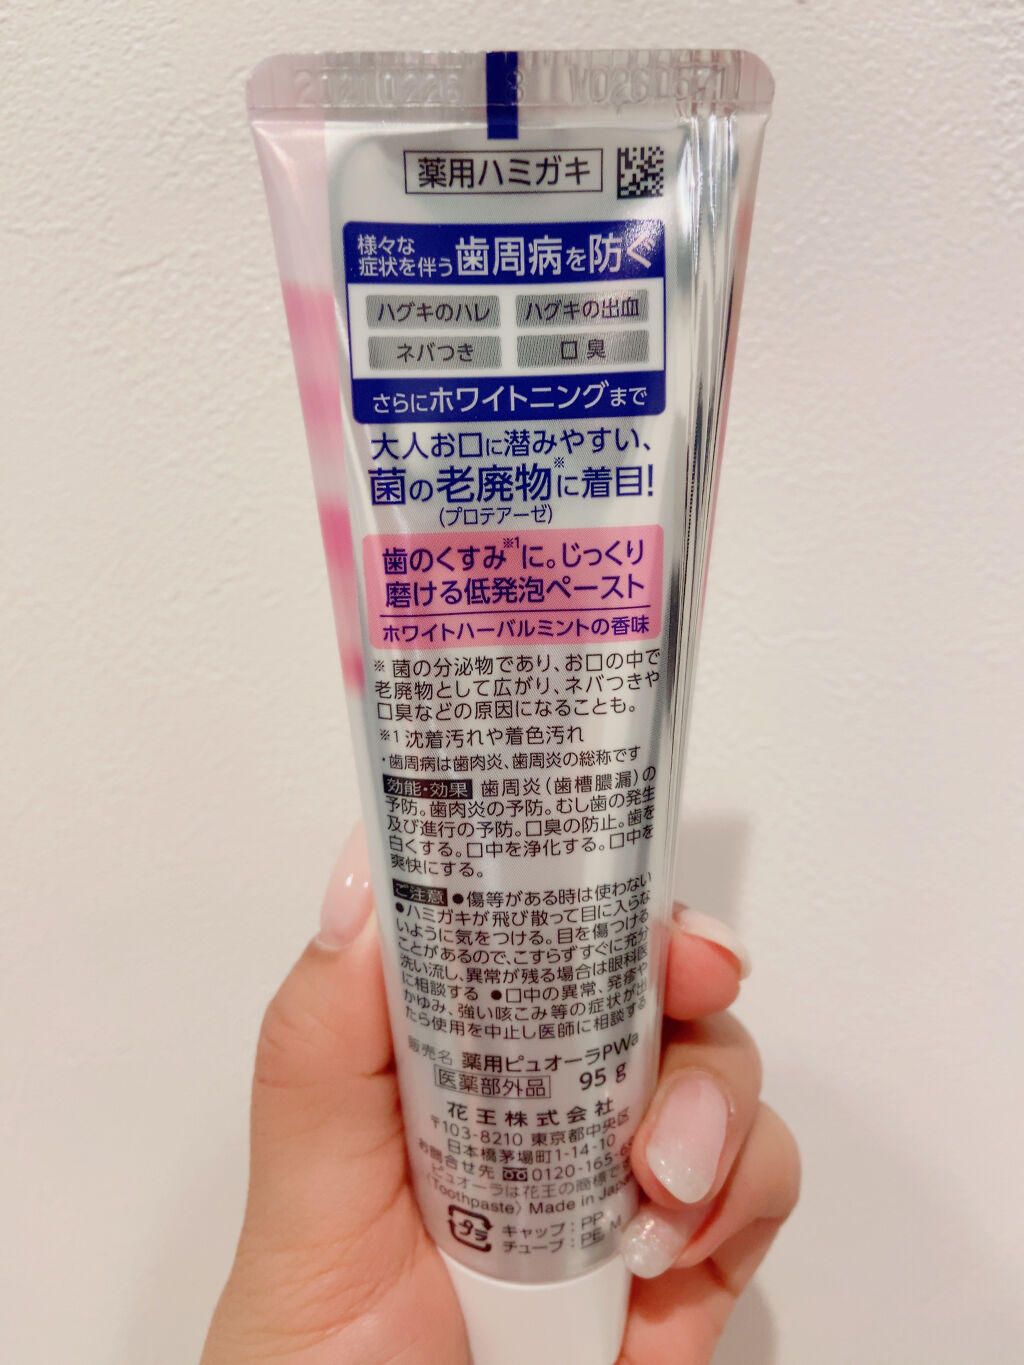 薬用ハミガキ
様々な
症状を伴う歯周病を防ぐ
ハグキのハレ ハグキの出血
ネバつき 口臭
さらにホワイトニングまで
大人お口に潜みやすい、
菌の老廃物※に着目!
(プロテアーゼ)
歯のくすみ※1に。じっくり
磨ける低発泡ペースト
ホワイトハーバルミントの香味
※ 菌の分泌物であり、お口の中で
老廃物として広がり、ネバつきや
口臭などの原因になることも。
※1 沈着汚れや着色汚れ
・歯周病は歯肉炎、歯周炎の総称です
効能・効果 歯周炎(歯槽膿漏)の
予防。歯肉炎の予防。むし歯の発生
及び進行の予防。口臭の防止。歯を
白くする。口中を浄化する。口中を
爽快にする。
ご注意 ●傷等がある時は使わない
●ハミガキが飛び散って目に入らな
いように気をつける。目を傷つける
ことがあるので、こすらずすぐに充分
洗い流し、異常が残る場合は眼科医
に相談する ●口中の異常、発疹や
かゆみ、強い咳こみ等の症状が出
たら使用を中止し医師に相談する
販売名 薬用ピュオーラPWa
医薬部外品 95 g
花王株式会社
〒103-8210 東京都中央区
日本橋茅場町1-14-10
お問合せ先 0120-165-6
ピュオーラは花王の商標です
〈Toothpaste〉 Made in Japa
プラ キャップ：PP
チューブ：PE, M